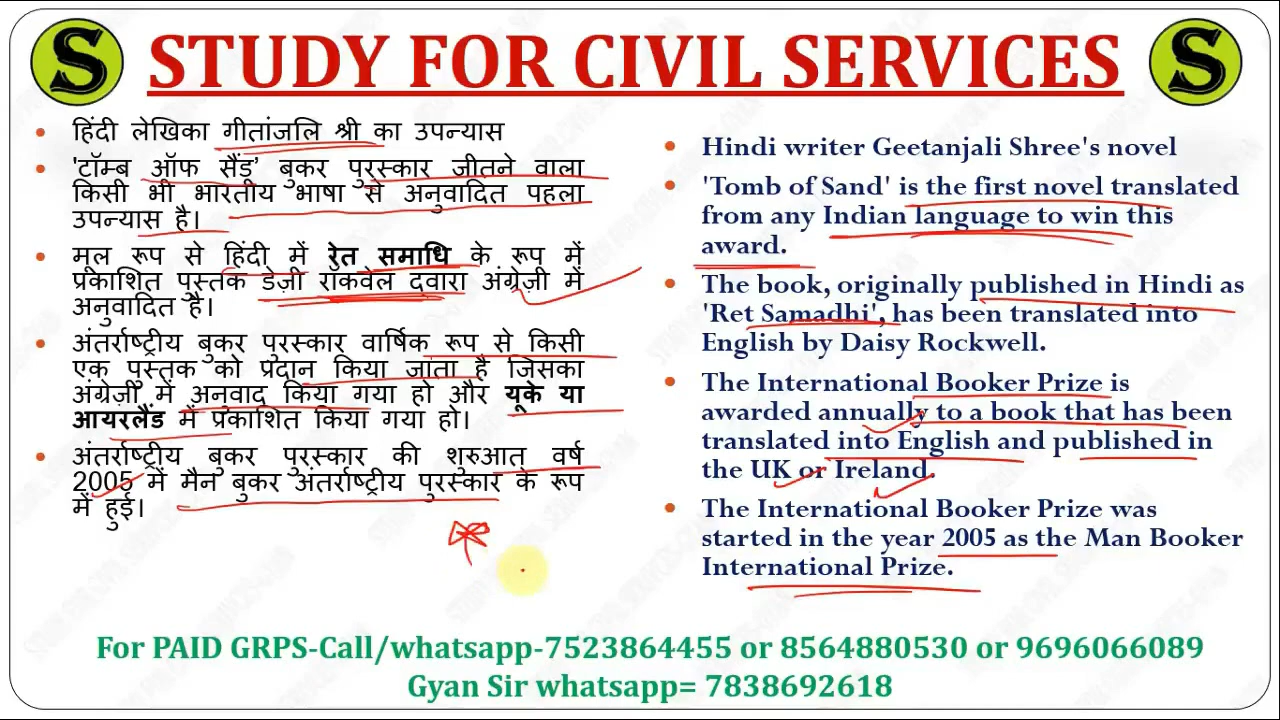 S STUDY FOR CIVIL SERVICES S
• हिंदी लेखिका गीतांजलि श्री का उपन्यास
• 'टॉम्ब ऑफ सैंड' बुकर पुरस्कार जीतने वाला
किसी भी भारतीय भाषा से अनुवादित पहला
उपन्यास है।
• मूल रूप से हिंदी में रेत समाधि के रूप में
प्रकाशित पुस्तक डेज़ी रॉकवेल द्वारा अंग्रेज़ी में
अनुवादित है।
• अंतर्राष्ट्रीय बुकर पुरस्कार वार्षिक रूप से किसी
एक पुस्तक को प्रदान किया जाता है जिसका
अंग्रेज़ी में अनुवाद किया गया हो और यूके या
आयरलैंड में प्रकाशित किया गया हो।
• अंतर्राष्ट्रीय बुकर पुरस्कार की शुरुआत वर्ष
2005 में मैन बुकर अंतर्राष्ट्रीय पुरस्कार के रूप
में हुई।
• Hindi writer Geetanjali Shree's novel
• 'Tomb of Sand' is the first novel translated
from any Indian language to win this
award.
• The book, originally published in Hindi as
'Ret Samadhi', has been translated into
English by Daisy Rockwell.
• The International Booker Prize is
awarded annually to a book that has been
translated into English and published in
the UK or Ireland.
• The International Booker Prize was
started in the year 2005 as the Man Booker
International Prize.
For PAID GRPS-Call/whatsapp-7523864455 or 8564880530 or 9696066089
Gyan Sir whatsapp= 7838692618